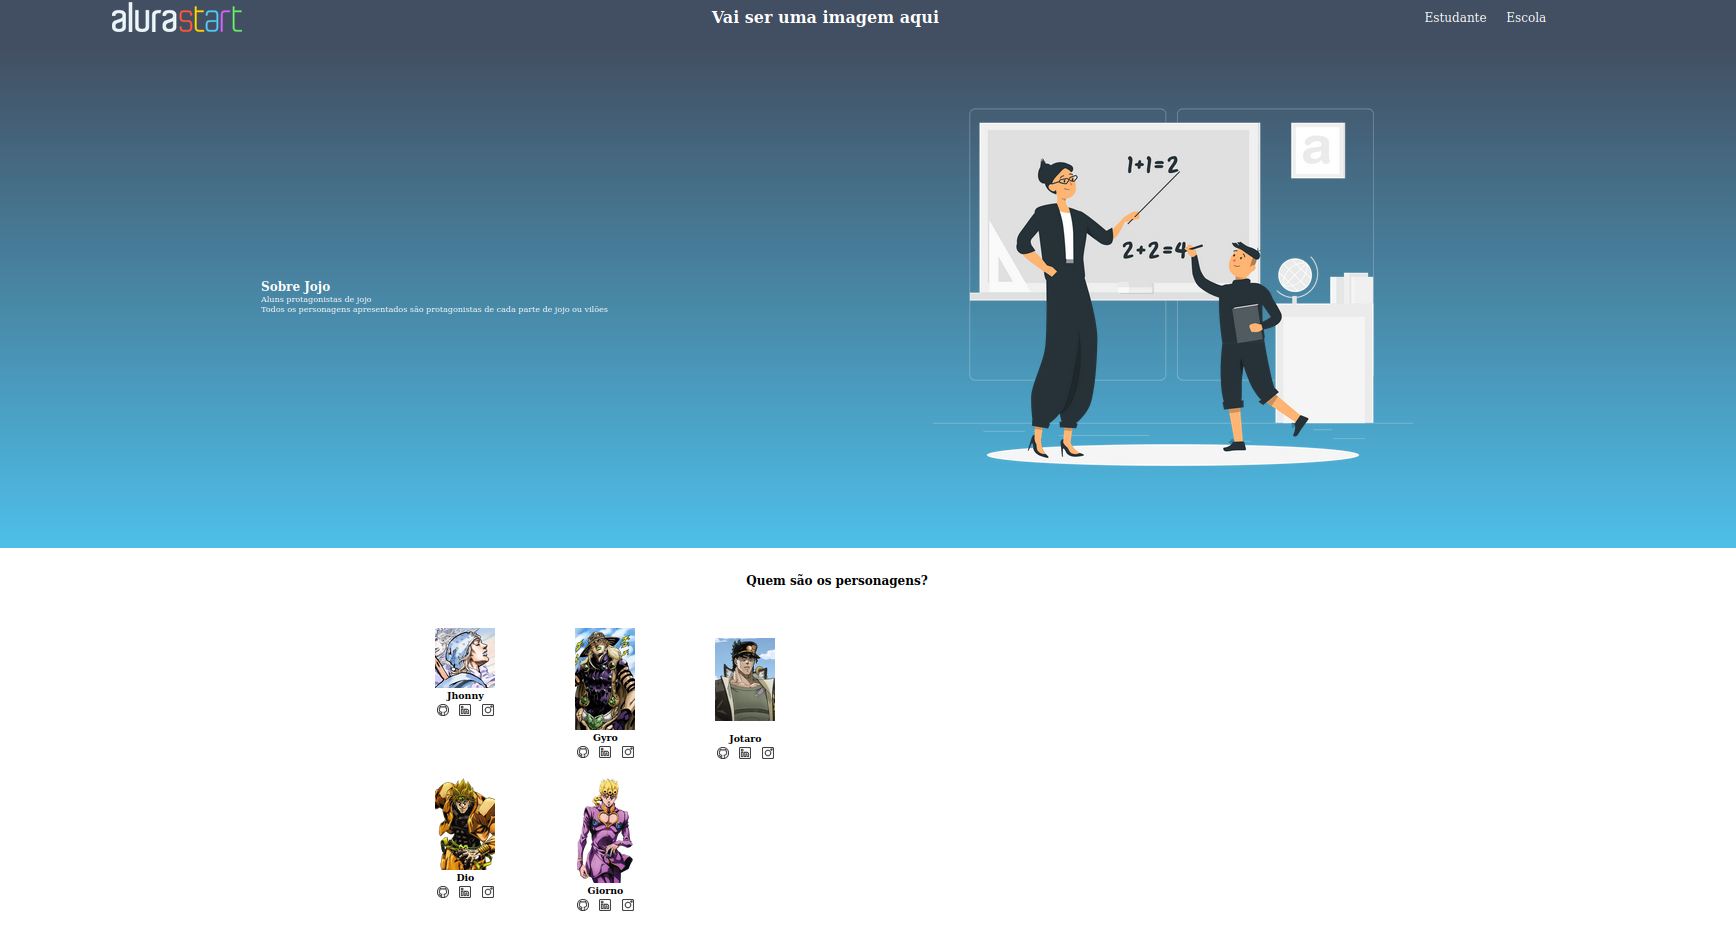 alurastart
Vai ser uma imagem aqui
Estudante
Escola
1+1=2
a
2+2=4
Sobre Jojo
Aluns protagonistas de jojo
Todos os personagens apresentados são protagonistas de cada parte de jojo ou vilões
Quem são os personagens?
Jhonny
Gyro
Jotaro
Dio
Giorno